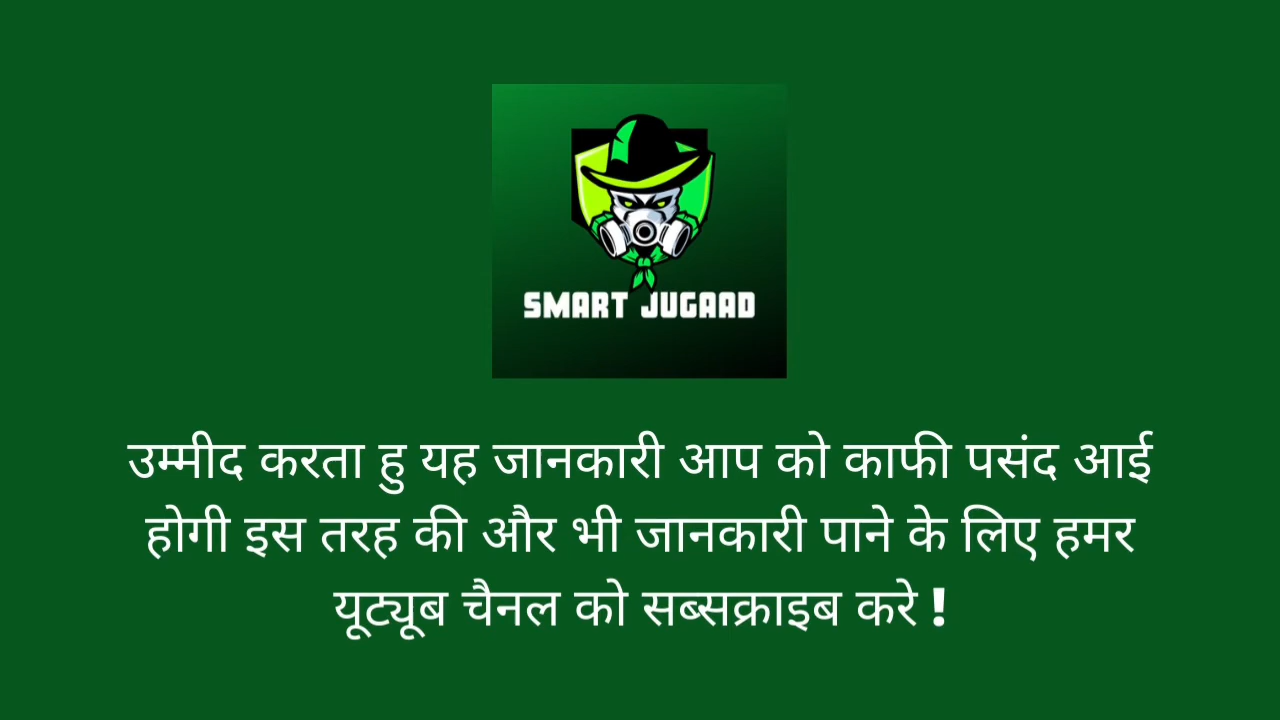 SMART JUGAAD
उम्मीद करता हु यह जानकारी आप को काफी पसंद आई
होगी इस तरह की और भी जानकारी पाने के लिए हमर
यूट्यूब चैनल को सब्सक्राइब करे !